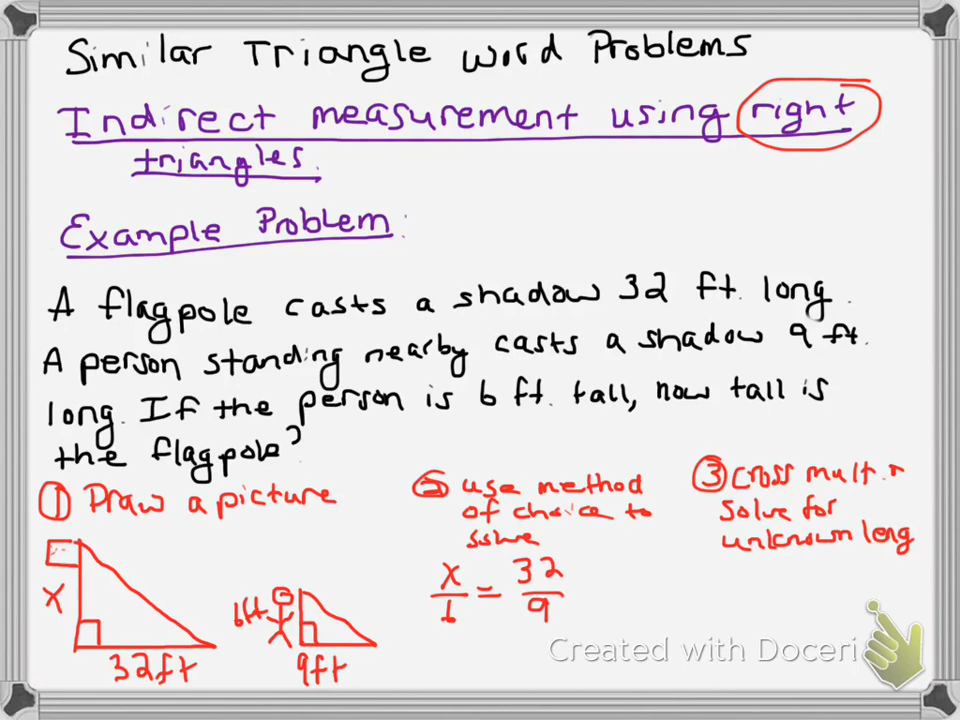 Similar Triangle Word Problems
Indirect measurement using right
triangles.
Example Problem:
A flagpole casts a shadow 32 ft. long.
A person standing nearby casts a shadow 9 ft.
long. If the person is 6 ft. tall, how tall is
the flagpole?
① Draw a picture
x
32ft
6ft
9ft
② use method
of choice to
solve
x/6 = 32/9
③ cross mult. +
solve for
unknown leng
Created with Doceri